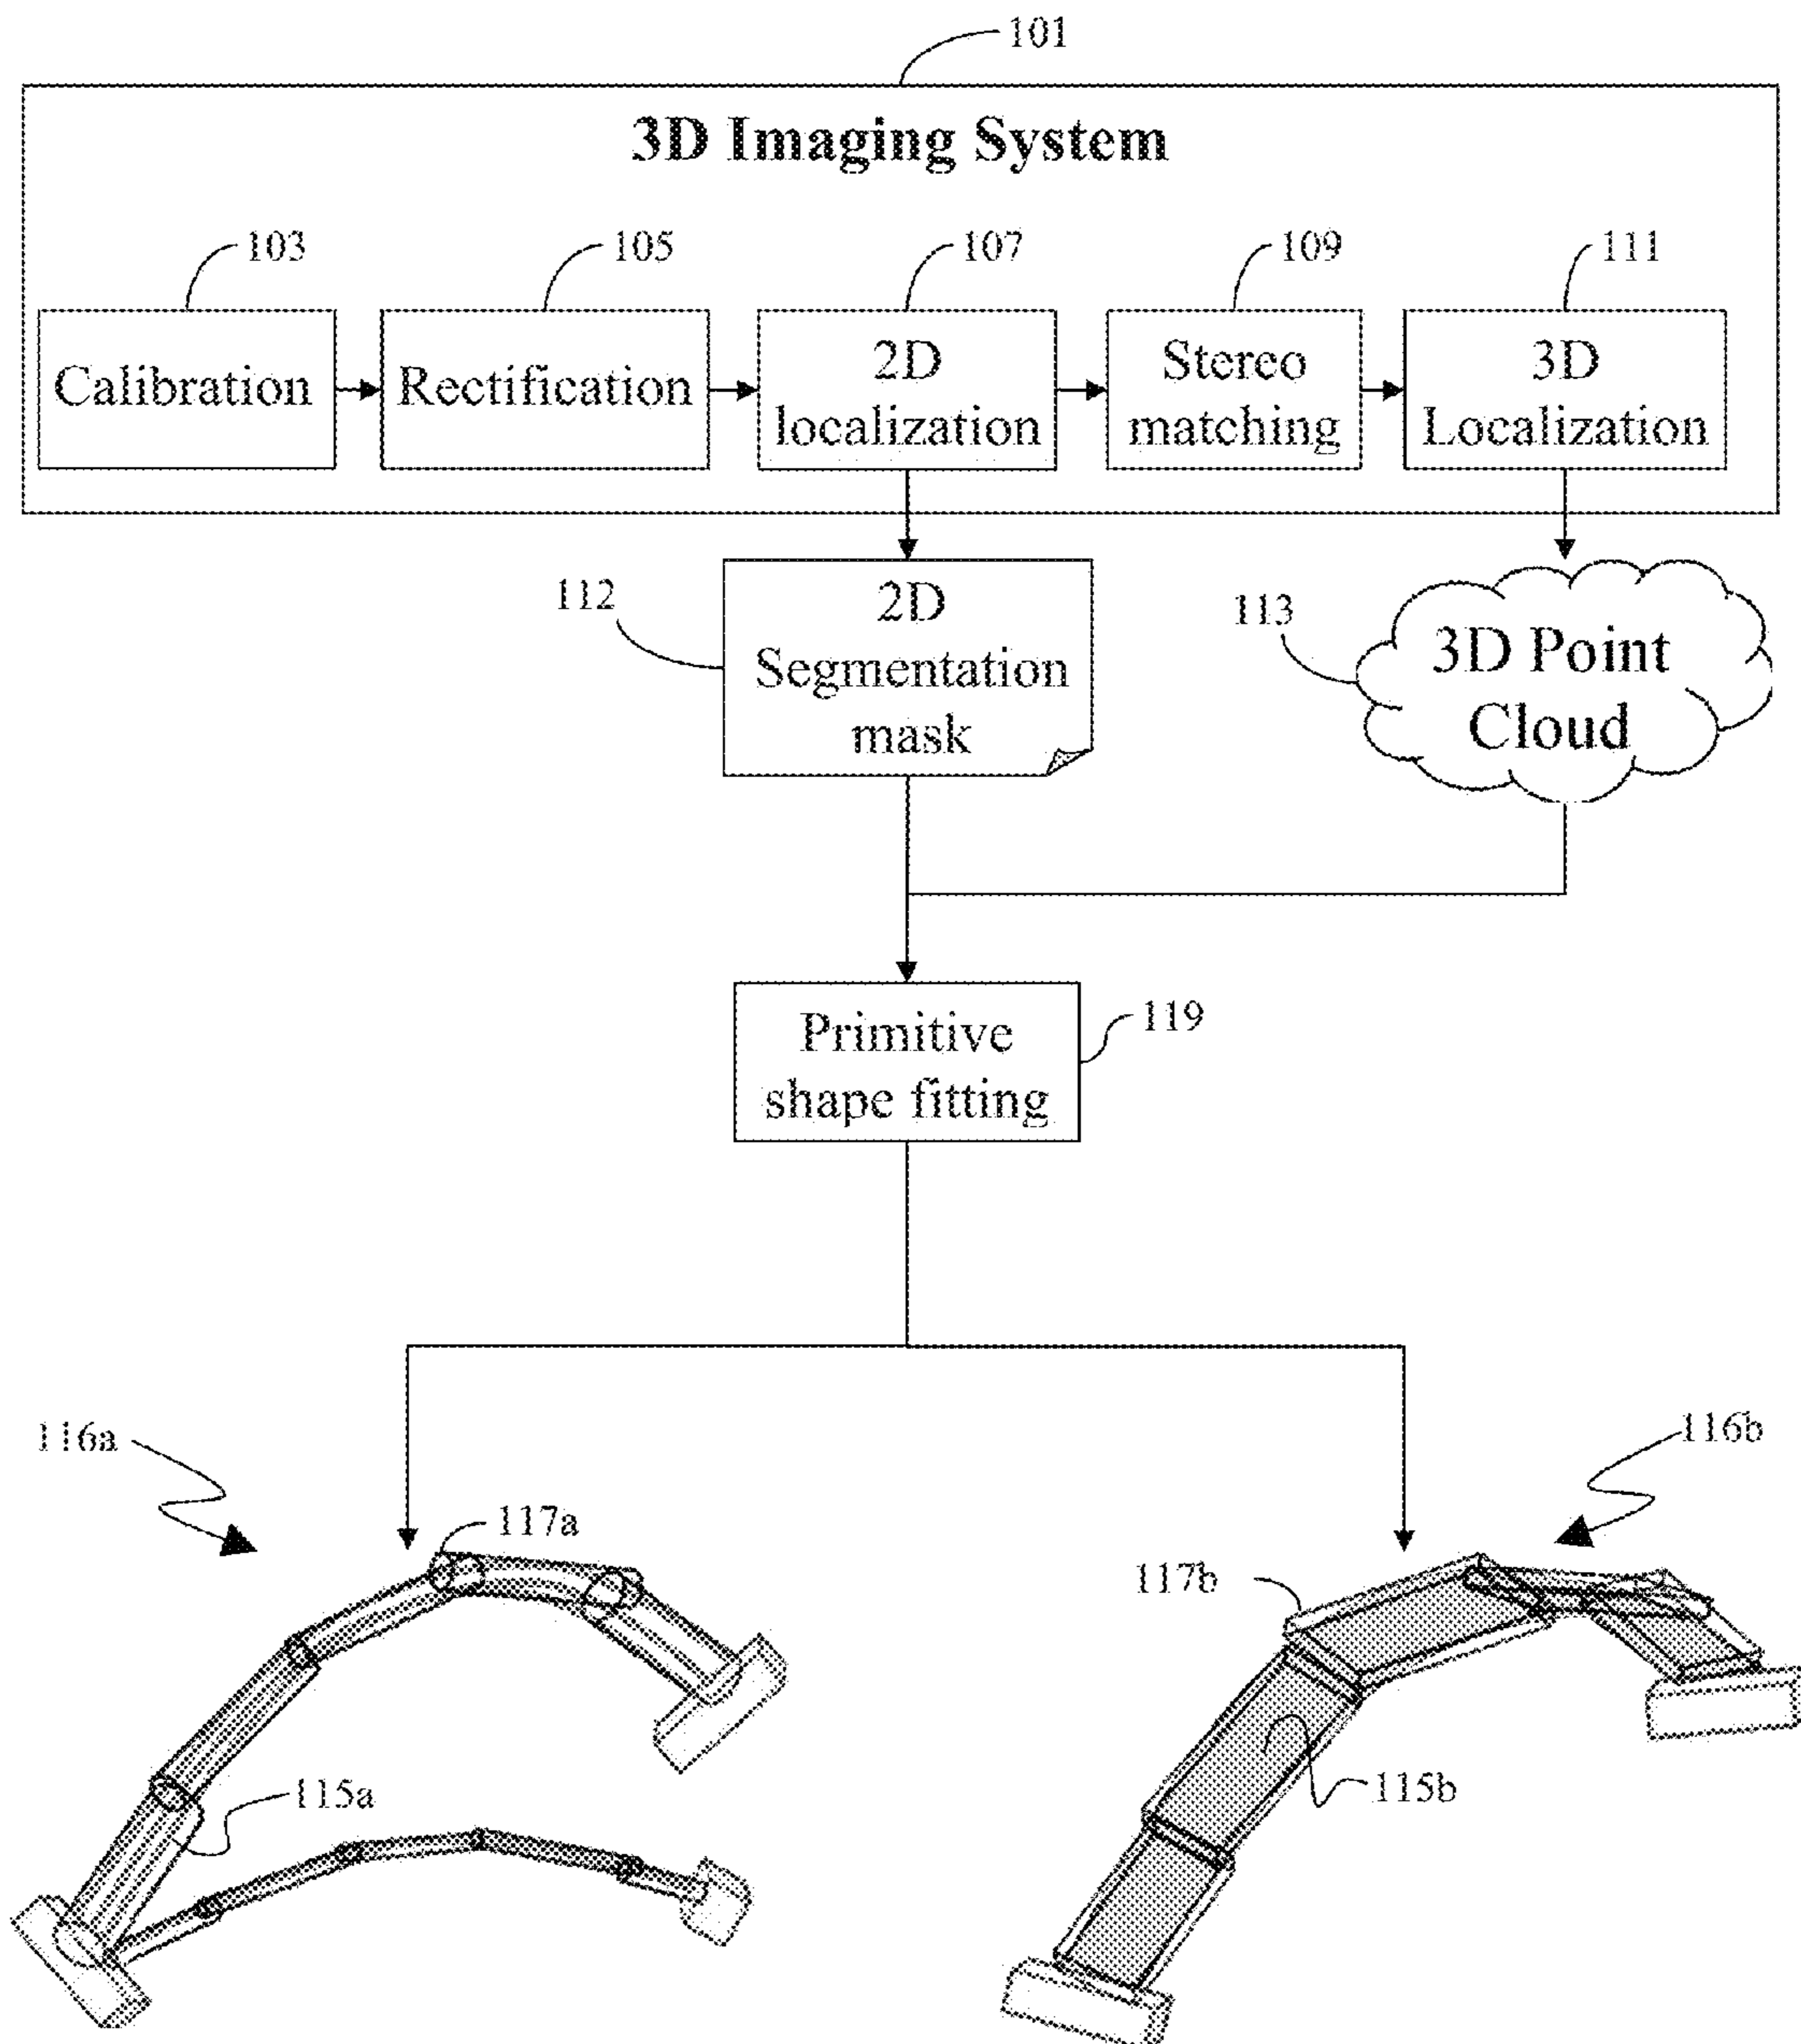 101
3D Imaging System
103
105
107
109
111
Calibration
Rectification
2D
localization
Stereo
matching
3D
Localization
112
2D
Segmentation
mask
113
3D Point
Cloud
Primitive
shape fitting
119
116a
116b
117a
117b
115a
115b